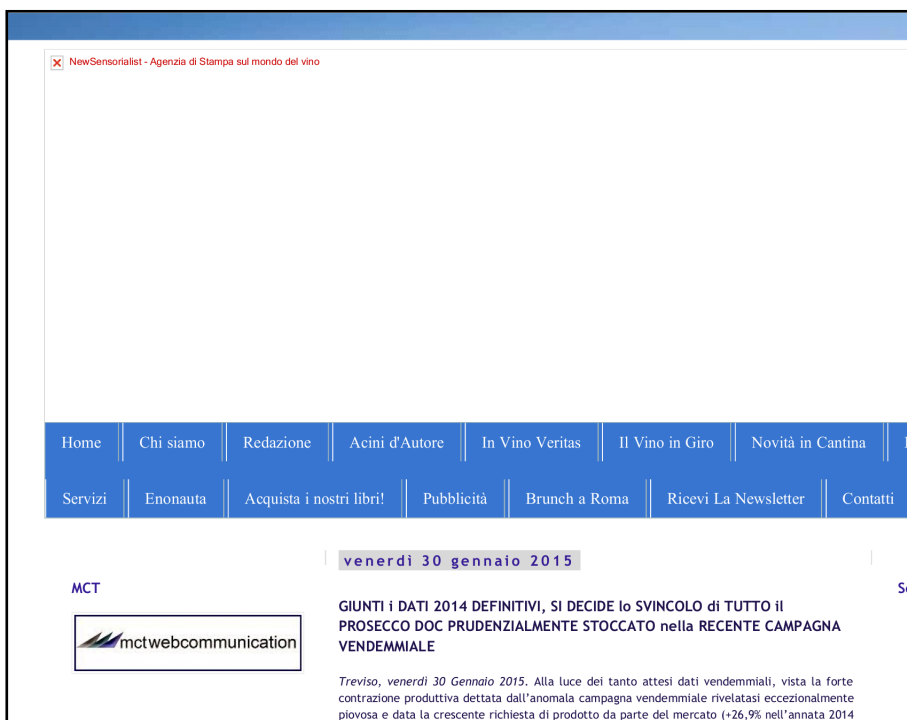 NewSensorialist - Agenzia di Stampa sul mondo del vino
Home Chi siamo Redazione Acini d'Autore In Vino Veritas Il Vino in Giro Novità in Cantina
Servizi Enonauta Acquista i nostri libri! Pubblicità Brunch a Roma Ricevi La Newsletter Contatti
venerdì 30 gennaio 2015
MCT
mctwebcommunication
GIUNTI i DATI 2014 DEFINITIVI, SI DECIDE lo SVINCOLO di TUTTO il
PROSECCO DOC PRUDENZIALMENTE STOCCATO nella RECENTE CAMPAGNA
VENDEMMIALE
Treviso, venerdì 30 Gennaio 2015. Alla luce dei tanto attesi dati vendemmiali, vista la forte
contrazione produttiva dettata dall’anomala campagna vendemmiale rivelatasi eccezionalmente
piovosa e data la crescente richiesta di prodotto da parte del mercato (+26,9% nell’annata 2014